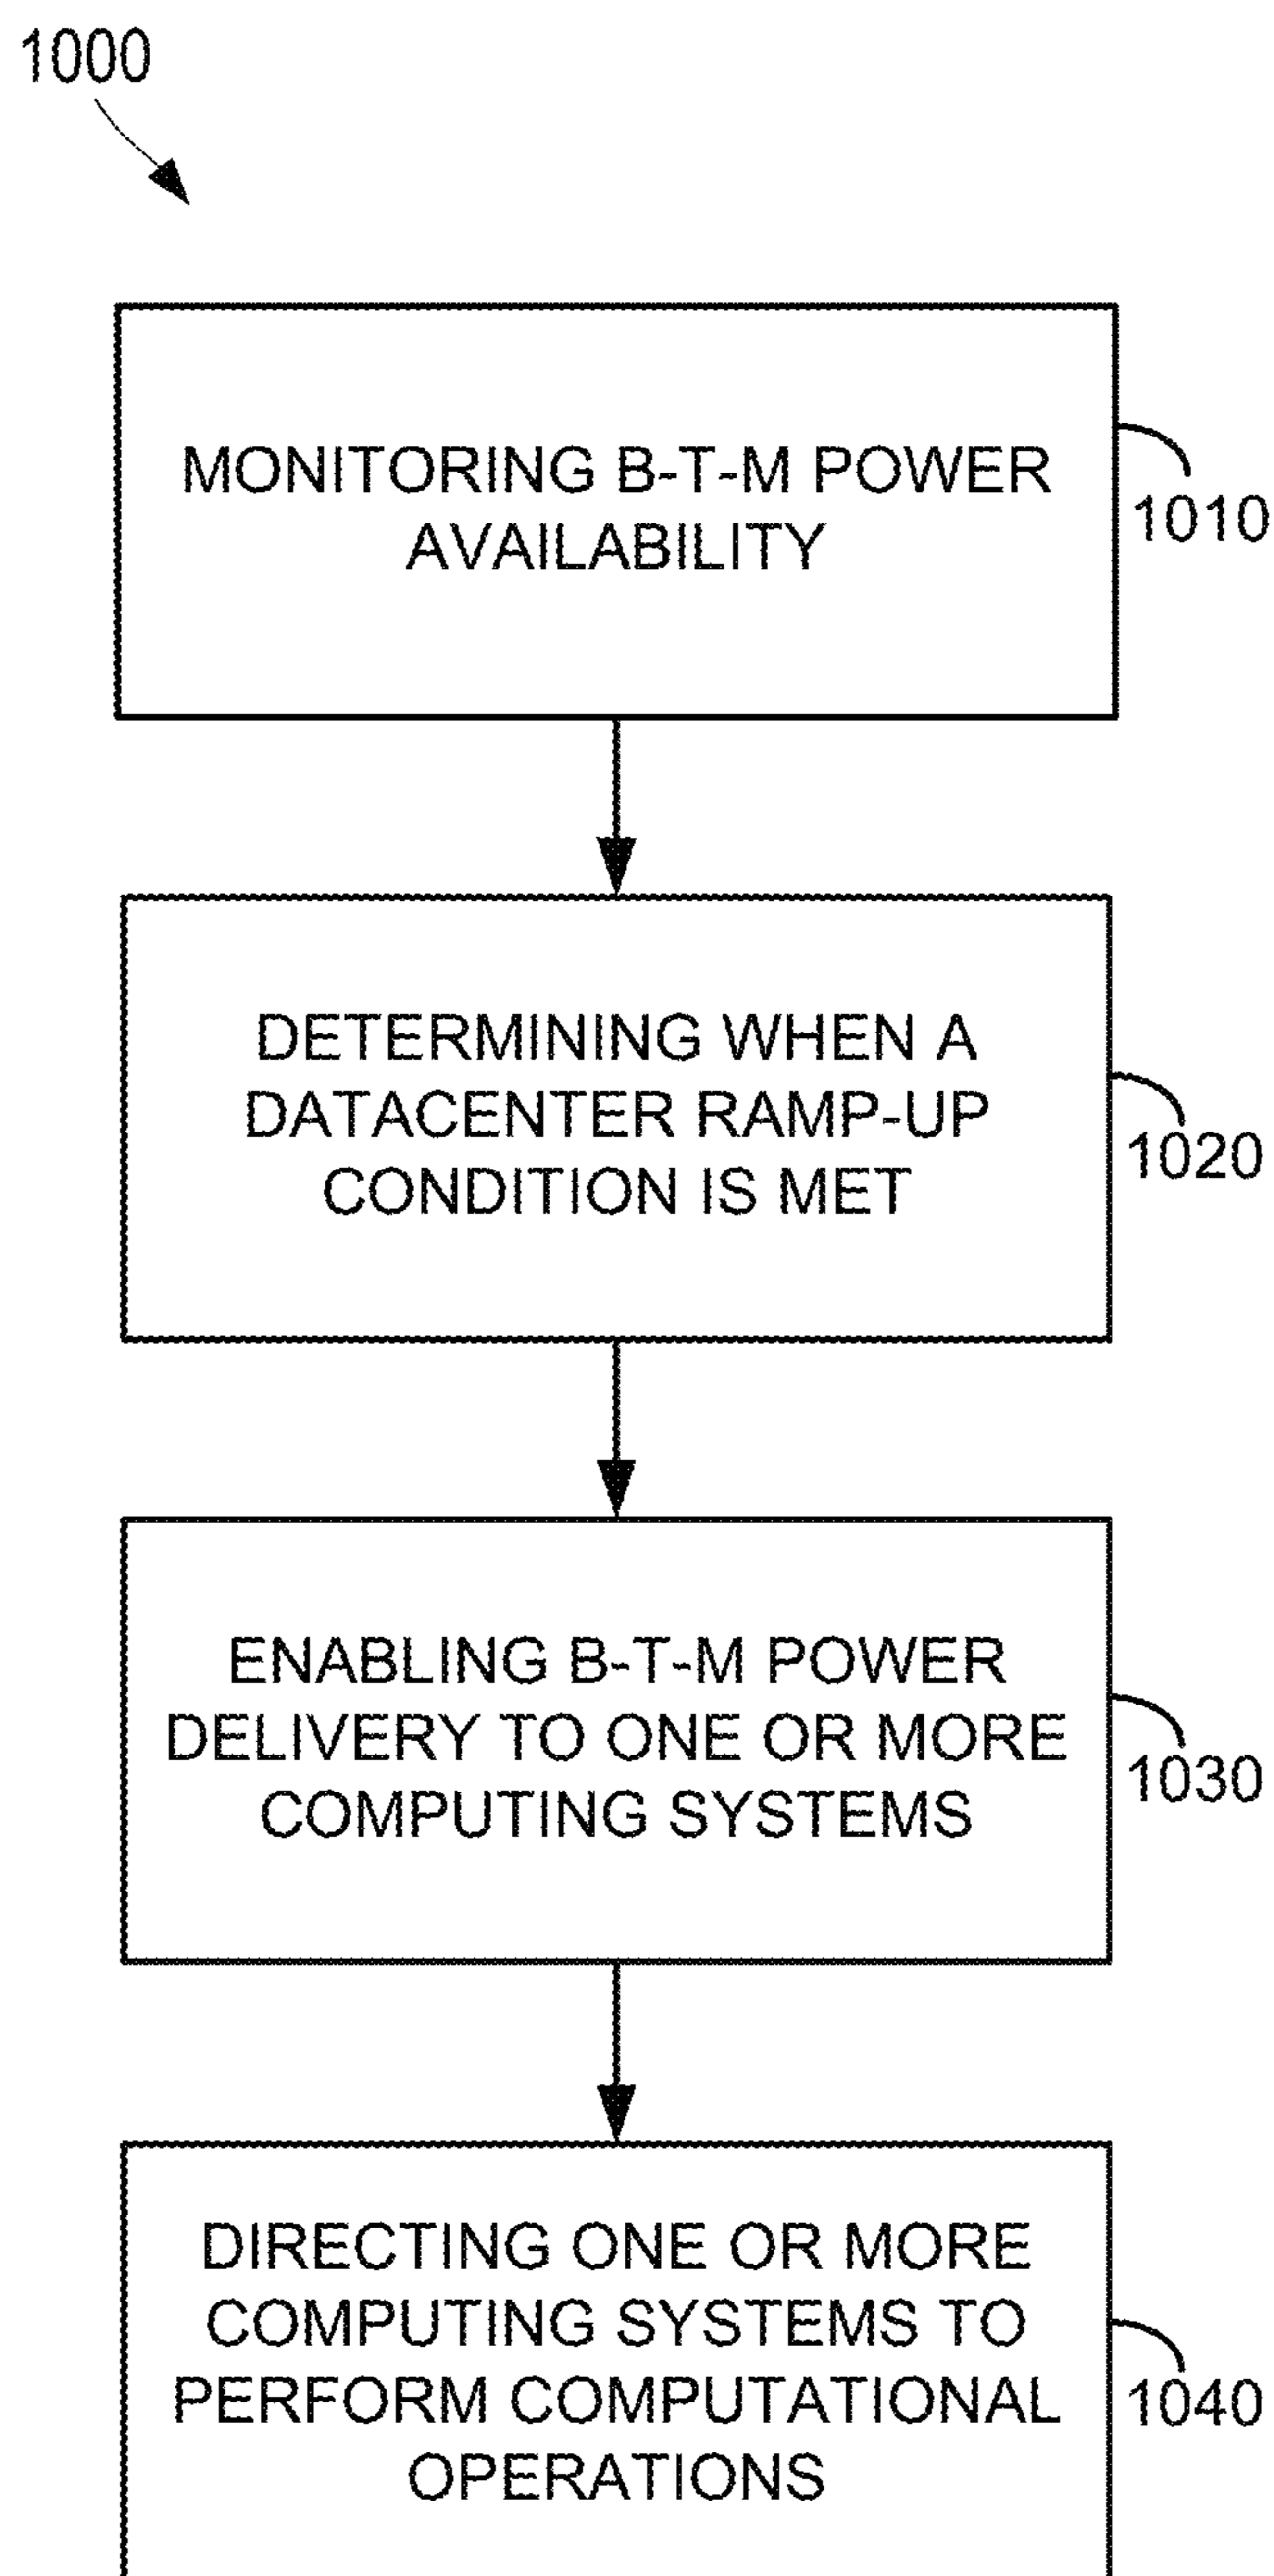 1000
MONITORING B-T-M POWER
AVAILABILITY
1010
DETERMINING WHEN A
DATACENTER RAMP-UP
CONDITION IS MET
1020
ENABLING B-T-M POWER
DELIVERY TO ONE OR MORE
COMPUTING SYSTEMS
1030
DIRECTING ONE OR MORE
COMPUTING SYSTEMS TO
PERFORM COMPUTATIONAL
OPERATIONS
1040